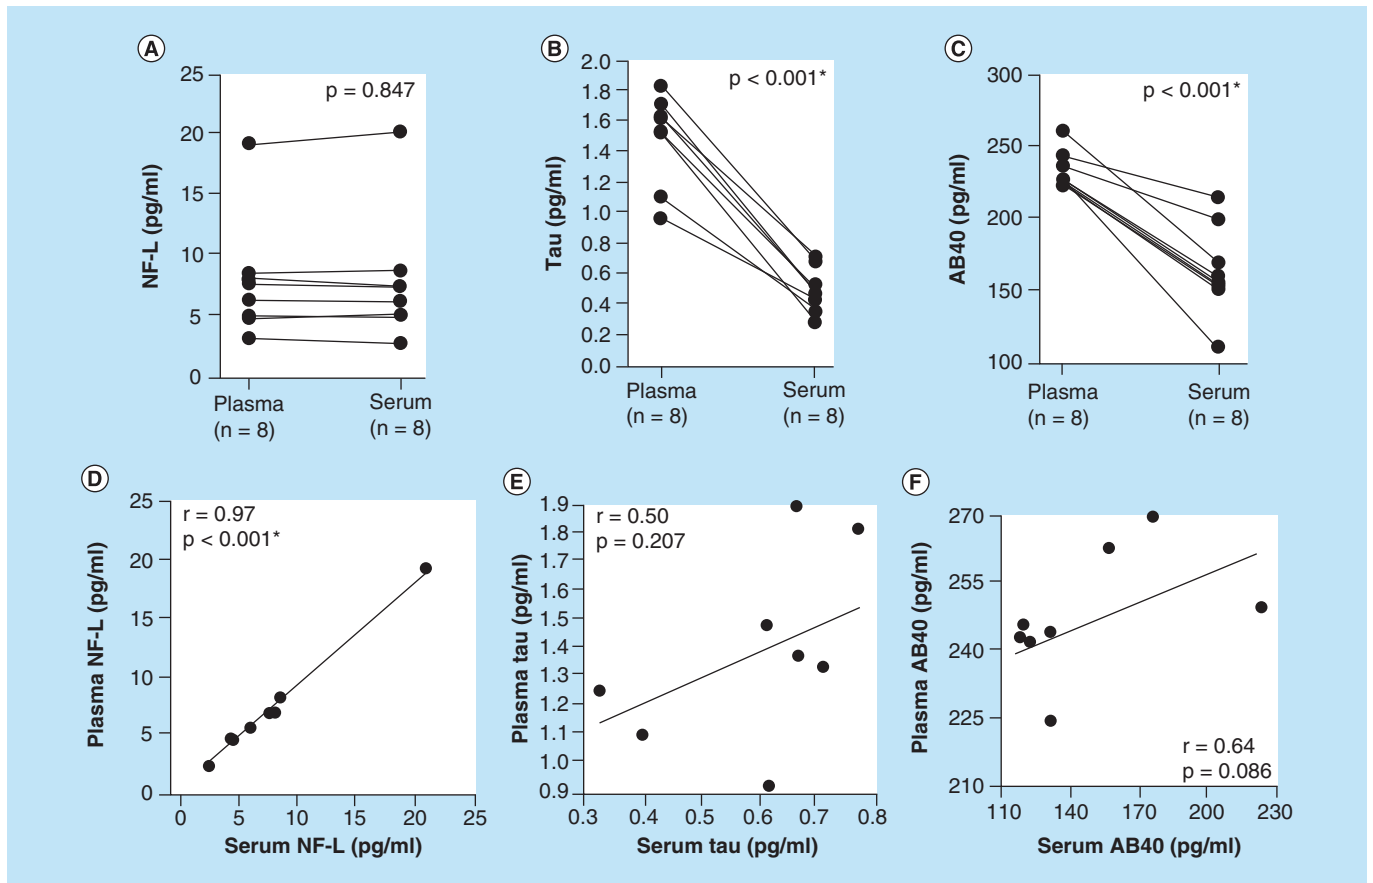 A
25
20
15
10
5
0
NF-L (pg/ml)
p = 0.847
Plasma
(n = 8)
Serum
(n = 8)
B
2.0
1.8
1.6
1.4
1.2
1.0
0.8
0.6
0.4
0.2
0.0
Tau (pg/ml)
p < 0.001*
Plasma
(n = 8)
Serum
(n = 8)
C
300
250
200
150
100
AB40 (pg/ml)
p < 0.001*
Plasma
(n = 8)
Serum
(n = 8)
D
25
20
15
10
5
0
Plasma NF-L (pg/ml)
r = 0.97
p < 0.001*
0 5 10 15 20 25
Serum NF-L (pg/ml)
E
1.9
1.8
1.7
1.6
1.5
1.4
1.3
1.2
1.1
1.0
0.9
Plasma tau (pg/ml)
r = 0.50
p = 0.207
0.3 0.4 0.5 0.6 0.7 0.8
Serum tau (pg/ml)
F
270
255
240
225
210
Plasma AB40 (pg/ml)
r = 0.64
p = 0.086
110 140 170 200 230
Serum AB40 (pg/ml)